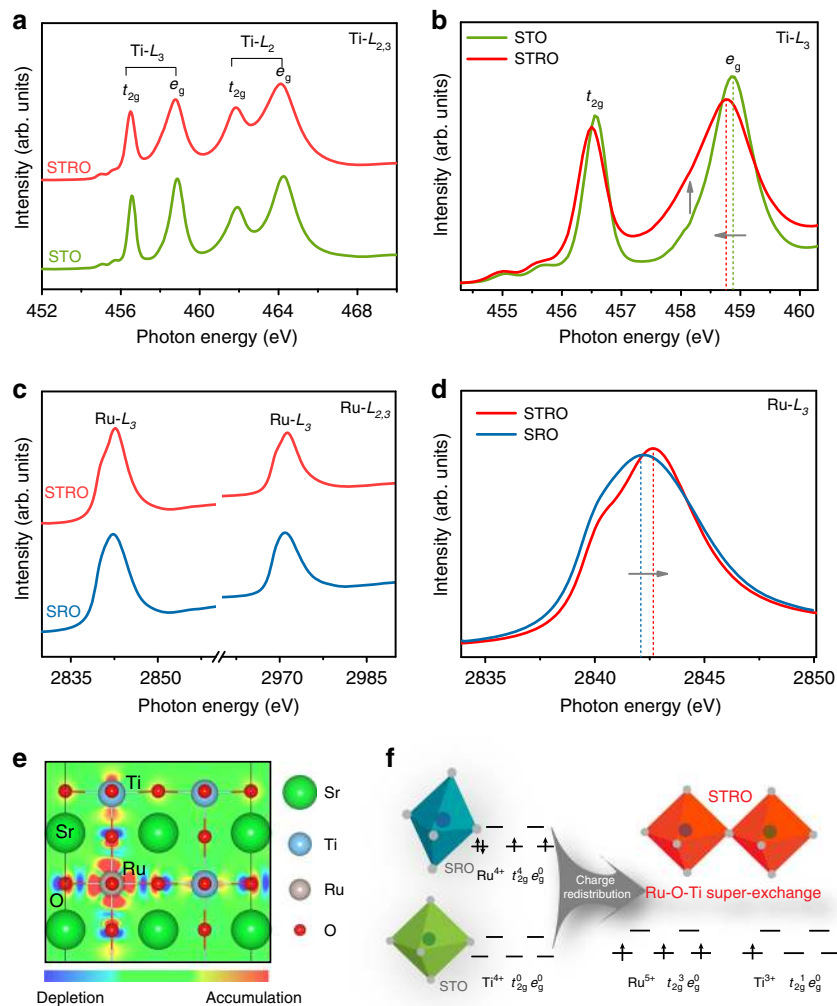 a
Ti-L3
Ti-L2
Ti-L2,3
t2g
eg
t2g
eg
STRO
STO
Intensity (arb. units)
452 456 460 464 468
Photon energy (eV)
b
STO
STRO
Ti-L3
t2g
eg
Intensity (arb. units)
455 456 457 458 459 460
Photon energy (eV)
c
Ru-L3
Ru-L3
Ru-L2,3
STRO
SRO
Intensity (arb. units)
2835 2850 2970 2985
Photon energy (eV)
d
STRO
SRO
Ru-L3
Intensity (arb. units)
2835 2840 2845 2850
Photon energy (eV)
e
Ti
Sr
Ru
O
Sr
Ti
Ru
O
Depletion
Accumulation
f
SRO
Ru4+ t2g4 eg0
STO
Ti4+ t2g0 eg0
Charge
redistribution
STRO
Ru-O-Ti super-exchange
Ru5+ t2g3 eg0
Ti3+ t2g1 eg0